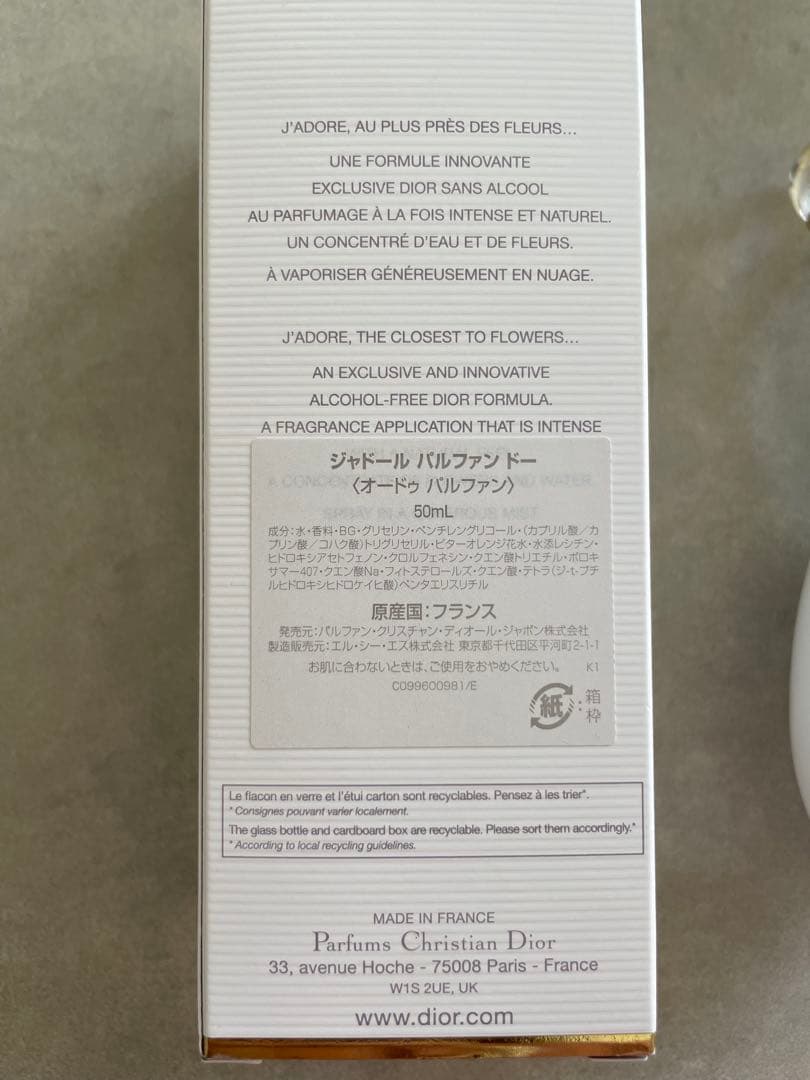 J'ADORE, AU PLUS PRÈS DES FLEURS...
UNE FORMULE INNOVANTE
EXCLUSIVE DIOR SANS ALCOOL
AU PARFUMAGE À LA FOIS INTENSE ET NATUREL.
UN CONCENTRÉ D'EAU ET DE FLEURS.
À VAPORISER GÉNÉREUSEMENT EN NUAGE.
J'ADORE, THE CLOSEST TO FLOWERS...
AN EXCLUSIVE AND INNOVATIVE
ALCOHOL-FREE DIOR FORMULA.
A FRAGRANCE APPLICATION THAT IS INTENSE
ジャドール パルファン ドー
〈オードゥ パルファン〉
50mL
成分:水・香料・BG・グリセリン・ペンチレングリコール・(カプリル酸/カ
プリン酸/コハク酸)トリグリセリル・ビターオレンジ花水・水添レシチン・
ヒドロキシアセトフェノン・クロルフェネシン・クエン酸トリエチル・ポロキ
サマー407・クエン酸Na・フィトステロールズ・クエン酸・テトラ(ジ-t-ブチ
ルヒドロキシヒドロケイヒ酸)ペンタエリスリチル
原産国:フランス
発売元:パルファン・クリスチャン・ディオール・ジャポン株式会社
製造販売元:エル・シー・エス株式会社 東京都千代田区平河町2-1-1
お肌に合わないときは、ご使用をおやめください。 K1
C099600981/E
紙:箱枠
Le flacon en verre et l'étui carton sont recyclables. Pensez à les trier*.
* Consignes pouvant varier localement.
The glass bottle and cardboard box are recyclable. Please sort them accordingly.*
* According to local recycling guidelines.
MADE IN FRANCE
Parfums Christian Dior
33, avenue Hoche - 75008 Paris - France
W1S 2UE, UK
www.dior.com